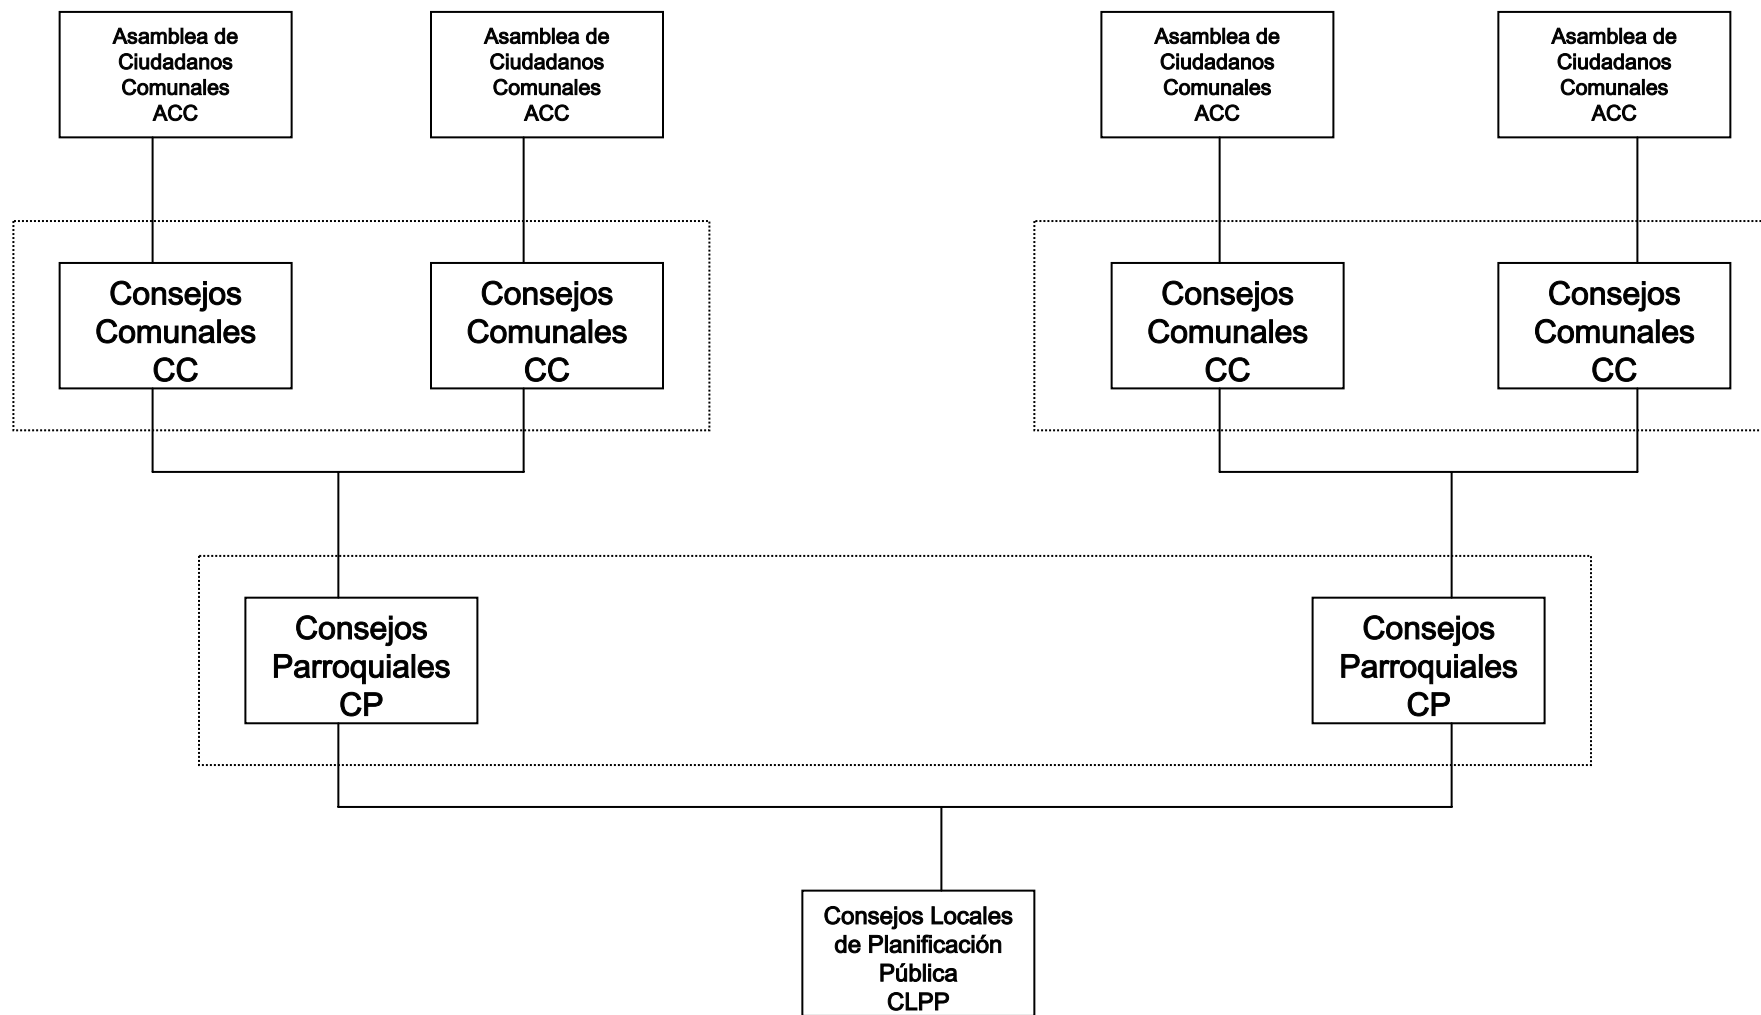 Asamblea de
Ciudadanos
Comunales
ACC
Asamblea de
Ciudadanos
Comunales
ACC
Asamblea de
Ciudadanos
Comunales
ACC
Asamblea de
Ciudadanos
Comunales
ACC
Consejos
Comunales
CC
Consejos
Comunales
CC
Consejos
Comunales
CC
Consejos
Comunales
CC
Consejos
Parroquiales
CP
Consejos
Parroquiales
CP
Consejos Locales
de Planificación
Pública
CLPP